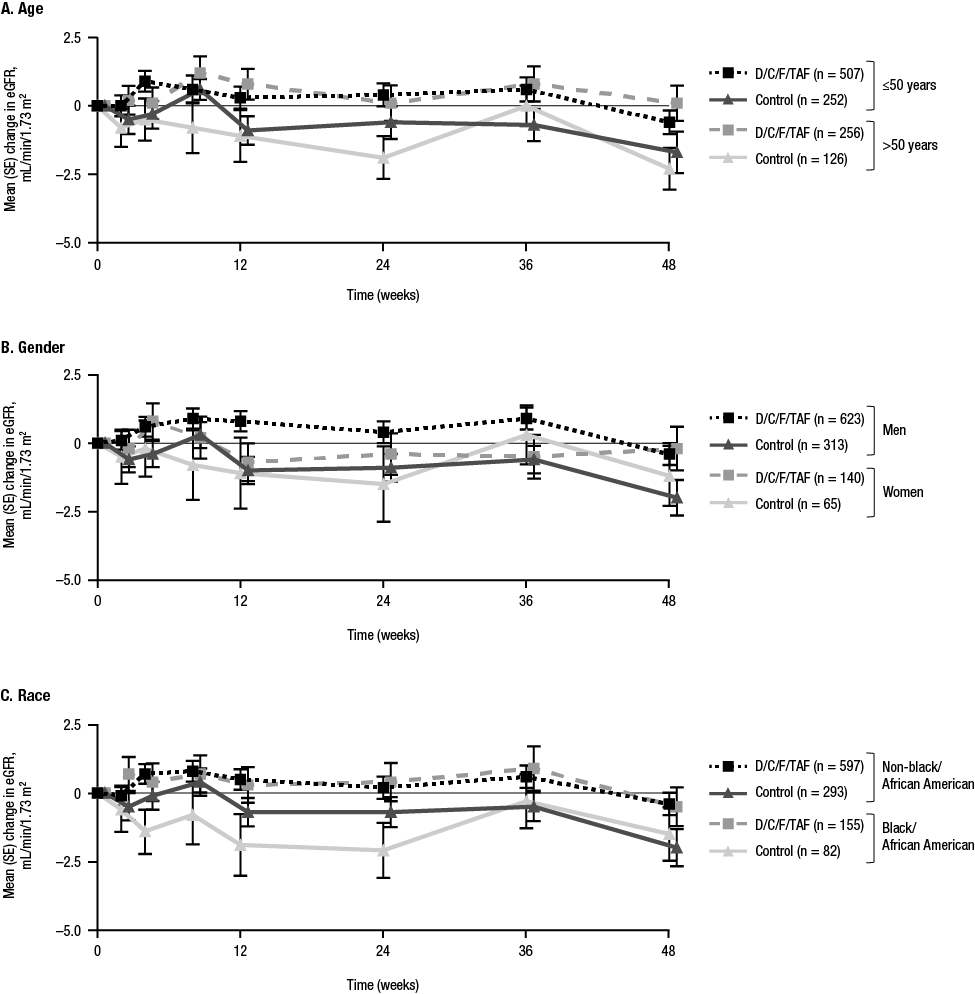 A. Age
Mean (SE) change in eGFR,
mL/min/1.73 m²
2.5
0
−2.5
−5.0
0 12 24 36 48
Time (weeks)
D/C/F/TAF (n = 507)
Control (n = 252)
≤50 years
D/C/F/TAF (n = 256)
Control (n = 126)
>50 years
B. Gender
Mean (SE) change in eGFR,
mL/min/1.73 m²
2.5
0
−2.5
−5.0
0 12 24 36 48
Time (weeks)
D/C/F/TAF (n = 623)
Control (n = 313)
Men
D/C/F/TAF (n = 140)
Control (n = 65)
Women
C. Race
Mean (SE) change in eGFR,
mL/min/1.73 m²
2.5
0
−2.5
−5.0
0 12 24 36 48
Time (weeks)
D/C/F/TAF (n = 597)
Control (n = 293)
Non-black/
African American
D/C/F/TAF (n = 155)
Control (n = 82)
Black/
African American